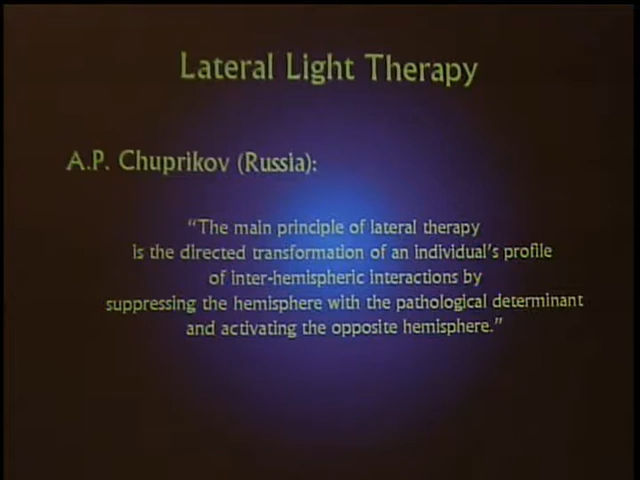 Lateral Light Therapy
A.P. Chuprikov (Russia):
"The main principle of lateral therapy
is the directed transformation of an individual's profile
of inter-hemispheric interactions by
suppressing the hemisphere with the pathological determinant
and activating the opposite hemisphere."